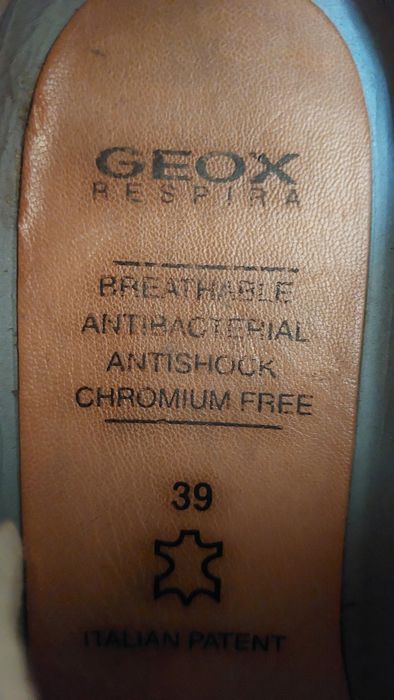 GEOX
RESPIRA
BREATHABLE
ANTIBACTERIAL
ANTISHOCK
CHROMIUM FREE
39
ITALIAN PATENT